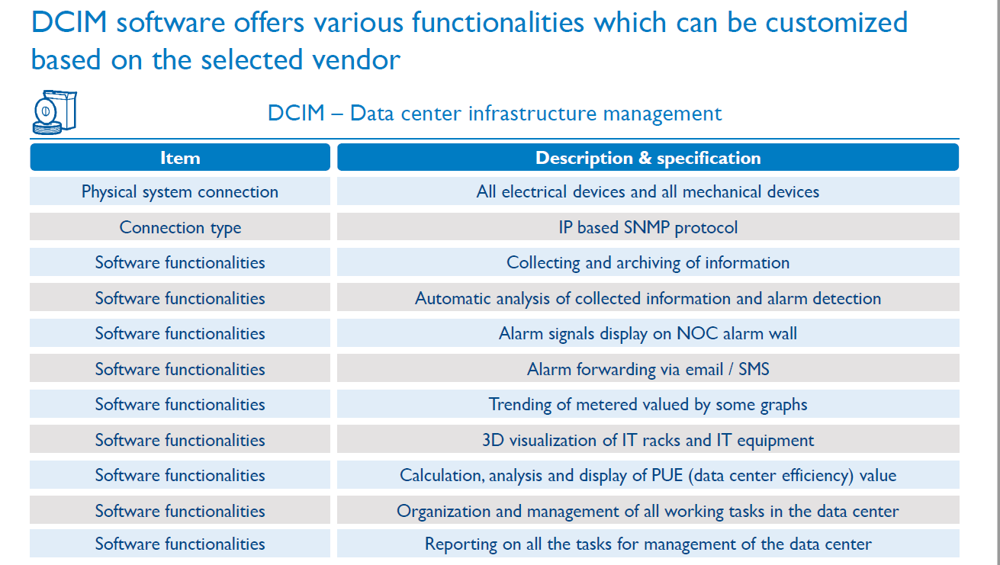 DCIM software offers various functionalities which can be customized
based on the selected vendor
DCIM – Data center infrastructure management
Item Description & specification
Physical system connection All electrical devices and all mechanical devices
Connection type IP based SNMP protocol
Software functionalities Collecting and archiving of information
Software functionalities Automatic analysis of collected information and alarm detection
Software functionalities Alarm signals display on NOC alarm wall
Software functionalities Alarm forwarding via email / SMS
Software functionalities Trending of metered valued by some graphs
Software functionalities 3D visualization of IT racks and IT equipment
Software functionalities Calculation, analysis and display of PUE (data center efficiency) value
Software functionalities Organization and management of all working tasks in the data center
Software functionalities Reporting on all the tasks for management of the data center